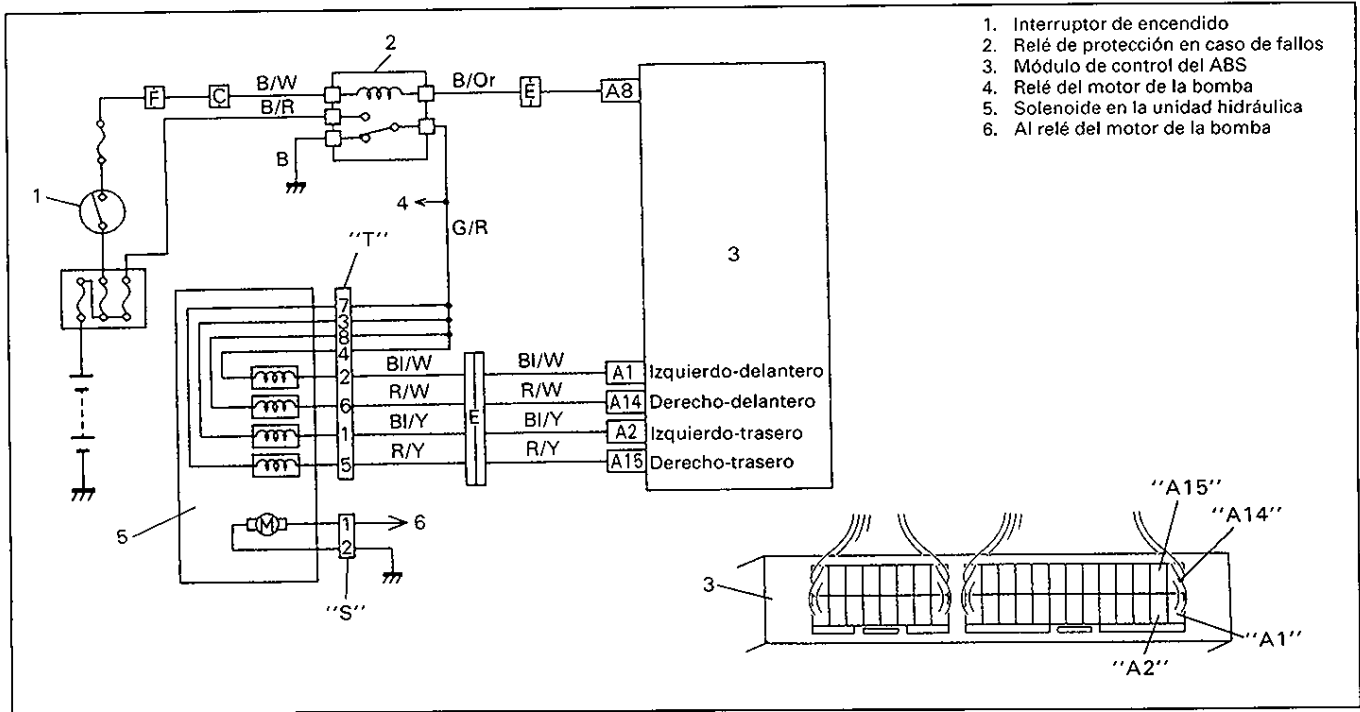 1. Interruptor de encendido
2. Relé de protección en caso de fallos
3. Módulo de control del ABS
4. Relé del motor de la bomba
5. Solenoide en la unidad hidráulica
6. Al relé del motor de la bomba
2
F
C
B/W
B/Or
E
A8
B/R
B
1
4
G/R
3
"T"
7
3
8
4
2
BI/W
BI/W
A1 Izquierdo-delantero
6
R/W
R/W
A14 Derecho-delantero
E
1
BI/Y
BI/Y
A2 Izquierdo-trasero
5
R/Y
R/Y
A15 Derecho-trasero
5
M
1
6
2
"S"
"A15"
"A14"
3
"A1"
"A2"